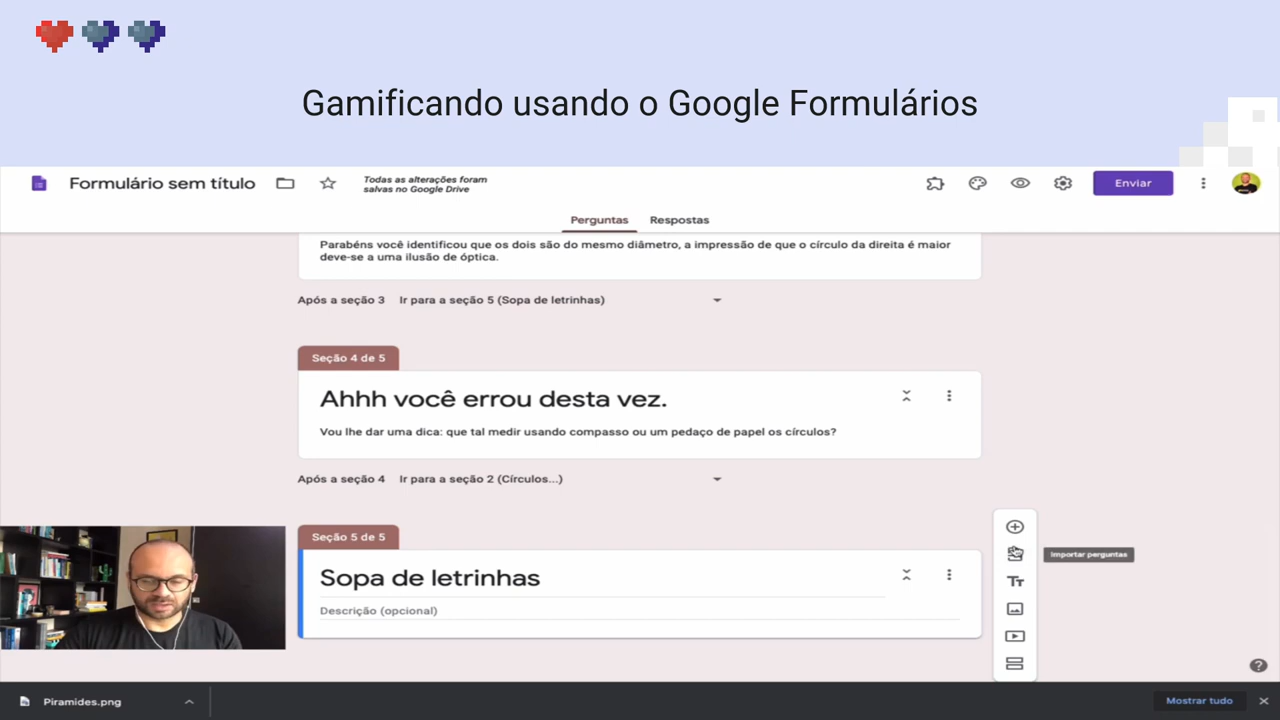 Gamificando usando o Google Formulários
Formulário sem título
Todas as alterações foram
salvas no Google Drive
Enviar
Perguntas
Respostas
Parabéns você identificou que os dois são do mesmo diâmetro, a impressão de que o círculo da direita é maior
deve-se a uma ilusão de óptica.
Após a seção 3 Ir para a seção 5 (Sopa de letrinhas)
Seção 4 de 5
Ahhh você errou desta vez.
Vou lhe dar uma dica: que tal medir usando compasso ou um pedaço de papel os círculos?
Após a seção 4 Ir para a seção 2 (Círculos...)
Seção 5 de 5
Importar perguntas
Sopa de letrinhas
Tт
Descrição (opcional)
Piramides.png
Mostrar tudo